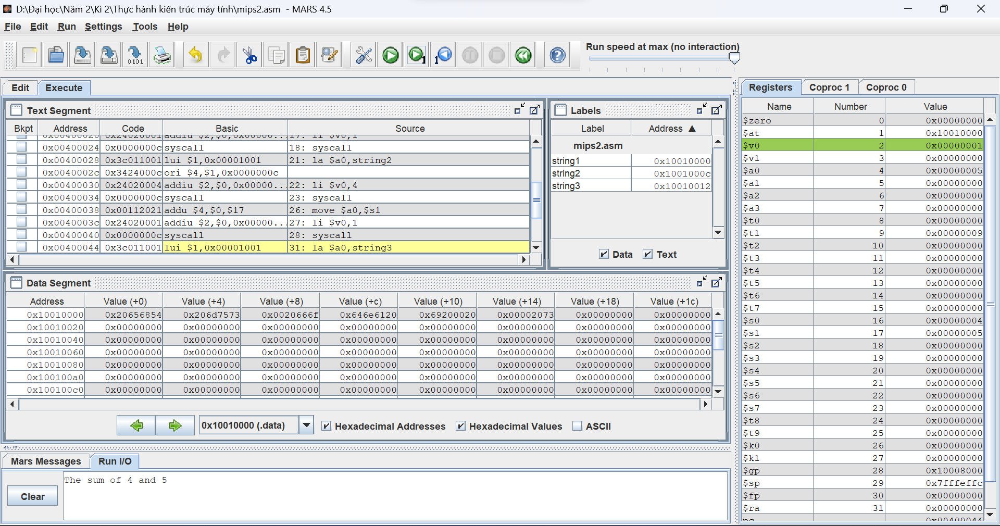 D:\Đại học\Năm 2\Kì 2\Thực hành kiến trúc máy tính\mips2.asm - MARS 4.5
File Edit Run Settings Tools Help
Run speed at max (no interaction)
Edit Execute
Text Segment
Bkpt Address Code Basic Source
0x00400020 0x24020001 addiu $2,$0,0x00000... 17: li $v0,1
0x00400024 0x0000000c syscall 18: syscall
0x00400028 0x3c011001 lui $1,0x00001001 21: la $a0,string2
0x0040002c 0x3424000c ori $4,$1,0x0000000c
0x00400030 0x24020004 addiu $2,$0,0x00000... 22: li $v0,4
0x00400034 0x0000000c syscall 23: syscall
0x00400038 0x00112021 addu $4,$0,$17 26: move $a0,$s1
0x0040003c 0x24020001 addiu $2,$0,0x00000... 27: li $v0,1
0x00400040 0x0000000c syscall 28: syscall
0x00400044 0x3c011001 lui $1,0x00001001 31: la $a0,string3
Labels
Label Address ▲
mips2.asm
string1 0x10010000
string2 0x1001000c
string3 0x10010012
Data Text
Data Segment
Address Value (+0) Value (+4) Value (+8) Value (+c) Value (+10) Value (+14) Value (+18) Value (+1c)
0x10010000 0x20656854 0x206d7573 0x0020666f 0x646e6120 0x69200020 0x00002073 0x00000000 0x00000000
0x10010020 0x00000000 0x00000000 0x00000000 0x00000000 0x00000000 0x00000000 0x00000000 0x00000000
0x10010040 0x00000000 0x00000000 0x00000000 0x00000000 0x00000000 0x00000000 0x00000000 0x00000000
0x10010060 0x00000000 0x00000000 0x00000000 0x00000000 0x00000000 0x00000000 0x00000000 0x00000000
0x10010080 0x00000000 0x00000000 0x00000000 0x00000000 0x00000000 0x00000000 0x00000000 0x00000000
0x100100a0 0x00000000 0x00000000 0x00000000 0x00000000 0x00000000 0x00000000 0x00000000 0x00000000
0x100100c0 0x00000000 0x00000000 0x00000000 0x00000000 0x00000000 0x00000000 0x00000000 0x00000000
0x10010000 (.data) Hexadecimal Addresses Hexadecimal Values ASCII
Mars Messages Run I/O
Clear
The sum of 4 and 5
Registers Coproc 1 Coproc 0
Name Number Value
$zero 0 0x00000000
$at 1 0x10010000
$v0 2 0x00000001
$v1 3 0x00000000
$a0 4 0x00000005
$a1 5 0x00000000
$a2 6 0x00000000
$a3 7 0x00000000
$t0 8 0x00000000
$t1 9 0x00000009
$t2 10 0x00000000
$t3 11 0x00000000
$t4 12 0x00000000
$t5 13 0x00000000
$t6 14 0x00000000
$t7 15 0x00000000
$s0 16 0x00000004
$s1 17 0x00000005
$s2 18 0x00000000
$s3 19 0x00000000
$s4 20 0x00000000
$s5 21 0x00000000
$s6 22 0x00000000
$s7 23 0x00000000
$t8 24 0x00000000
$t9 25 0x00000000
$k0 26 0x00000000
$k1 27 0x00000000
$gp 28 0x10008000
$sp 29 0x7fffeffc
$fp 30 0x00000000
$ra 31 0x00000000
pc 0x00400044